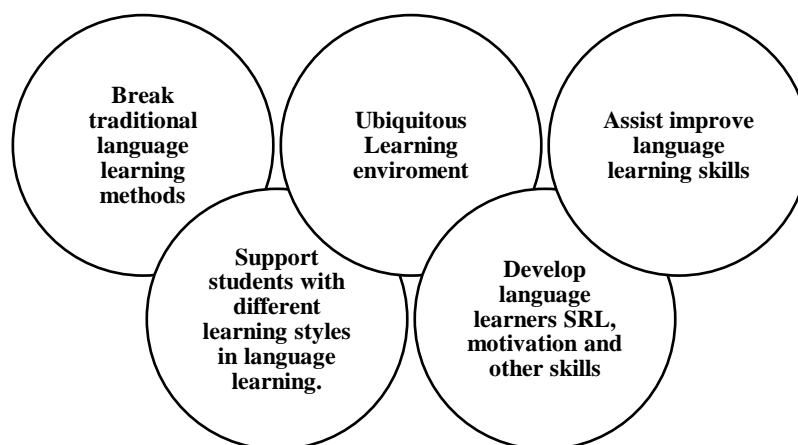 Break
traditional
language
learning
methods
Ubiquitous
Learning
enviroment
Assist improve
language
learning skills
Support
students with
different
learning styles
in language
learning.
Develop
language
learners SRL,
motivation and
other skills